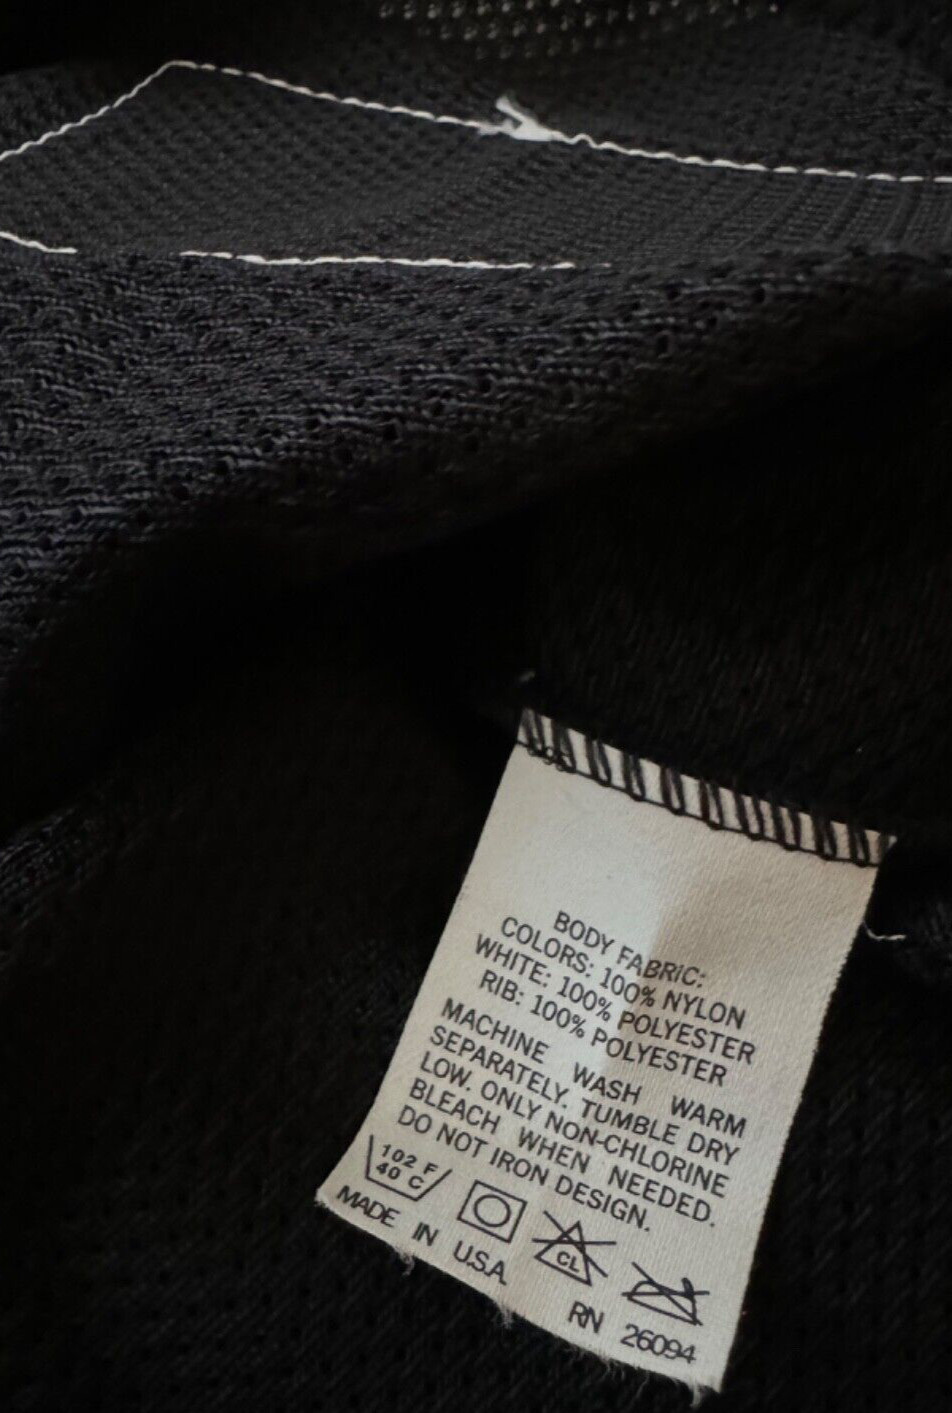 BODY FABRIC:
COLORS: 100% NYLON
WHITE: 100% POLYESTER
RIB: 100% POLYESTER
MACHINE WASH WARM
SEPARATELY. TUMBLE DRY
LOW. ONLY NON-CHLORINE
BLEACH WHEN NEEDED.
DO NOT IRON DESIGN.
102 F
40 C
CL
MADE IN U.S.A.
RN 26094